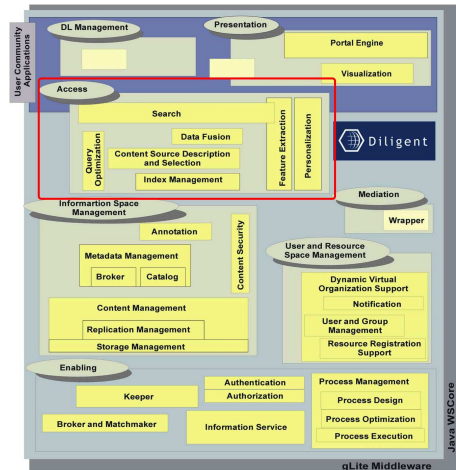 DL Management
Presentation
User Community
Applications
Portal Engine
Visualization
Access
Search
Data Fusion
Query
Optimization
Content Source Description
and Selection
Index Management
Feature Extraction
Personalization
Diligent
Informartion Space
Management
Mediation
Wrapper
Annotation
Content Security
Metadata Management
Broker
Catalog
User and Resource
Space Management
Dynamic Virtual
Organization Support
Notification
Content Management
User and Group
Management
Replication Management
Resource Registration
Support
Storage Management
Enabling
Authentication
Authorization
Process Management
Keeper
Process Design
Broker and Matchmaker
Information Service
Process Optimization
Process Execution
Java WSCore
gLite Middleware